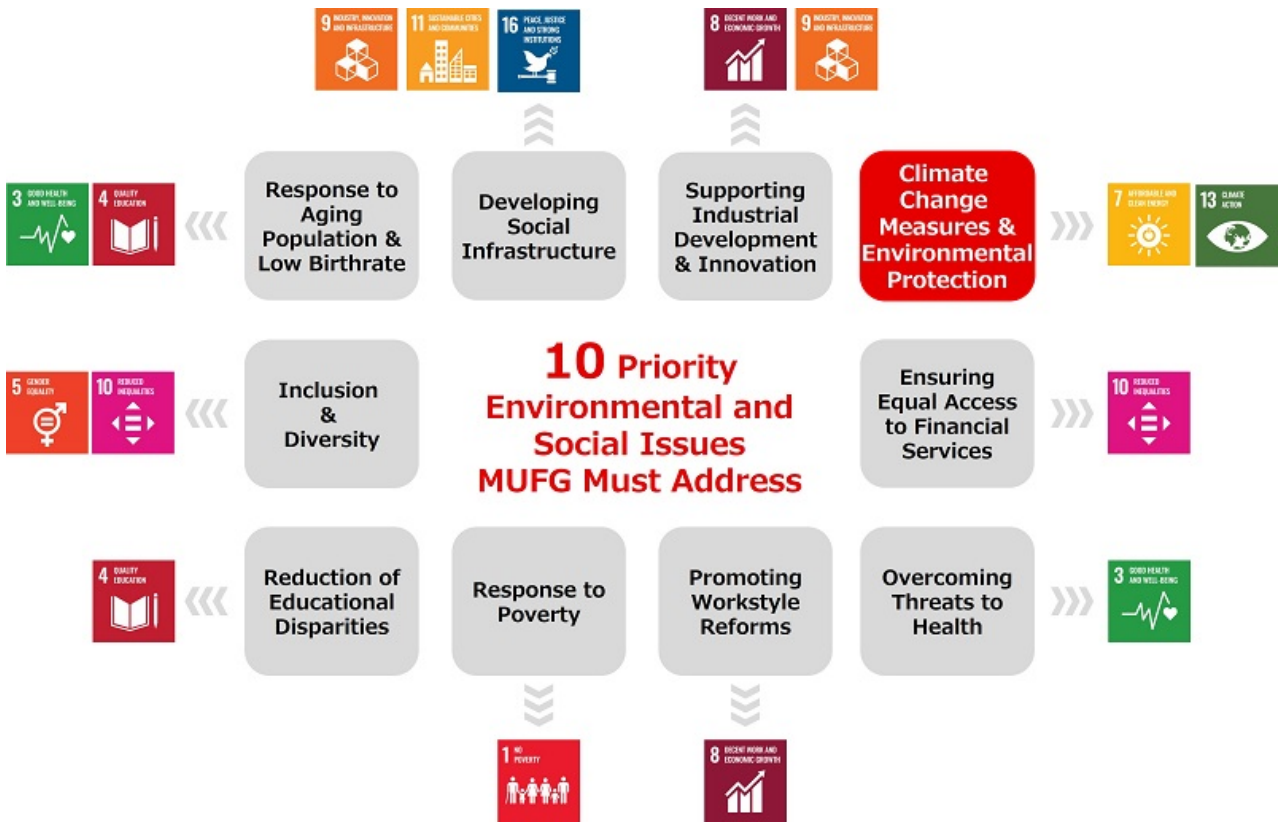 9 INDUSTRY, INNOVATION
AND INFRASTRUCTURE
11 SUSTAINABLE CITIES
AND COMMUNITIES
16 PEACE, JUSTICE
AND STRONG
INSTITUTIONS
8 DECENT WORK AND
ECONOMIC GROWTH
9 INDUSTRY, INNOVATION
AND INFRASTRUCTURE
3 GOOD HEALTH
AND WELL-BEING
4 QUALITY
EDUCATION
Response to
Aging
Population &
Low Birthrate
Developing
Social
Infrastructure
Supporting
Industrial
Development
& Innovation
Climate
Change
Measures &
Environmental
Protection
7 AFFORDABLE AND
CLEAN ENERGY
13 CLIMATE
ACTION
5 GENDER
EQUALITY
10 REDUCED
INEQUALITIES
Inclusion
&
Diversity
10 Priority
Environmental and
Social Issues
MUFG Must Address
Ensuring
Equal Access
to Financial
Services
10 REDUCED
INEQUALITIES
4 QUALITY
EDUCATION
Reduction of
Educational
Disparities
Response to
Poverty
Promoting
Workstyle
Reforms
Overcoming
Threats to
Health
3 GOOD HEALTH
AND WELL-BEING
1 NO
POVERTY
8 DECENT WORK AND
ECONOMIC GROWTH